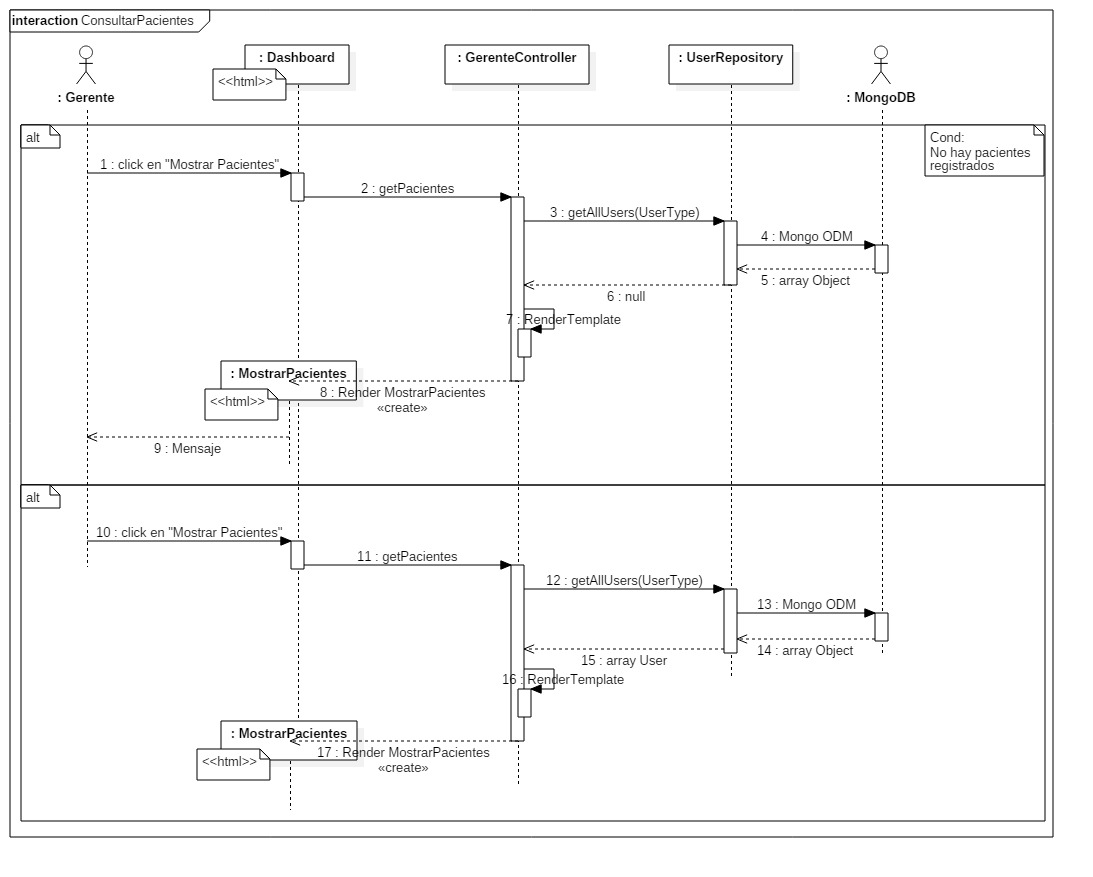 interaction ConsultarPacientes
: Dashboard
: GerenteController
: UserRepository
<<html>>
: Gerente
: MongoDB
alt
Cond:
No hay pacientes
registrados
1 : click en "Mostrar Pacientes"
2 : getPacientes
3 : getAllUsers(UserType)
4 : Mongo ODM
5 : array Object
6 : null
7 : RenderTemplate
: MostrarPacientes
8 : Render MostrarPacientes
<<html>>
«create»
9 : Mensaje
alt
10 : click en "Mostrar Pacientes"
11 : getPacientes
12 : getAllUsers(UserType)
13 : Mongo ODM
14 : array Object
15 : array User
16 : RenderTemplate
: MostrarPacientes
17 : Render MostrarPacientes
<<html>>
«create»